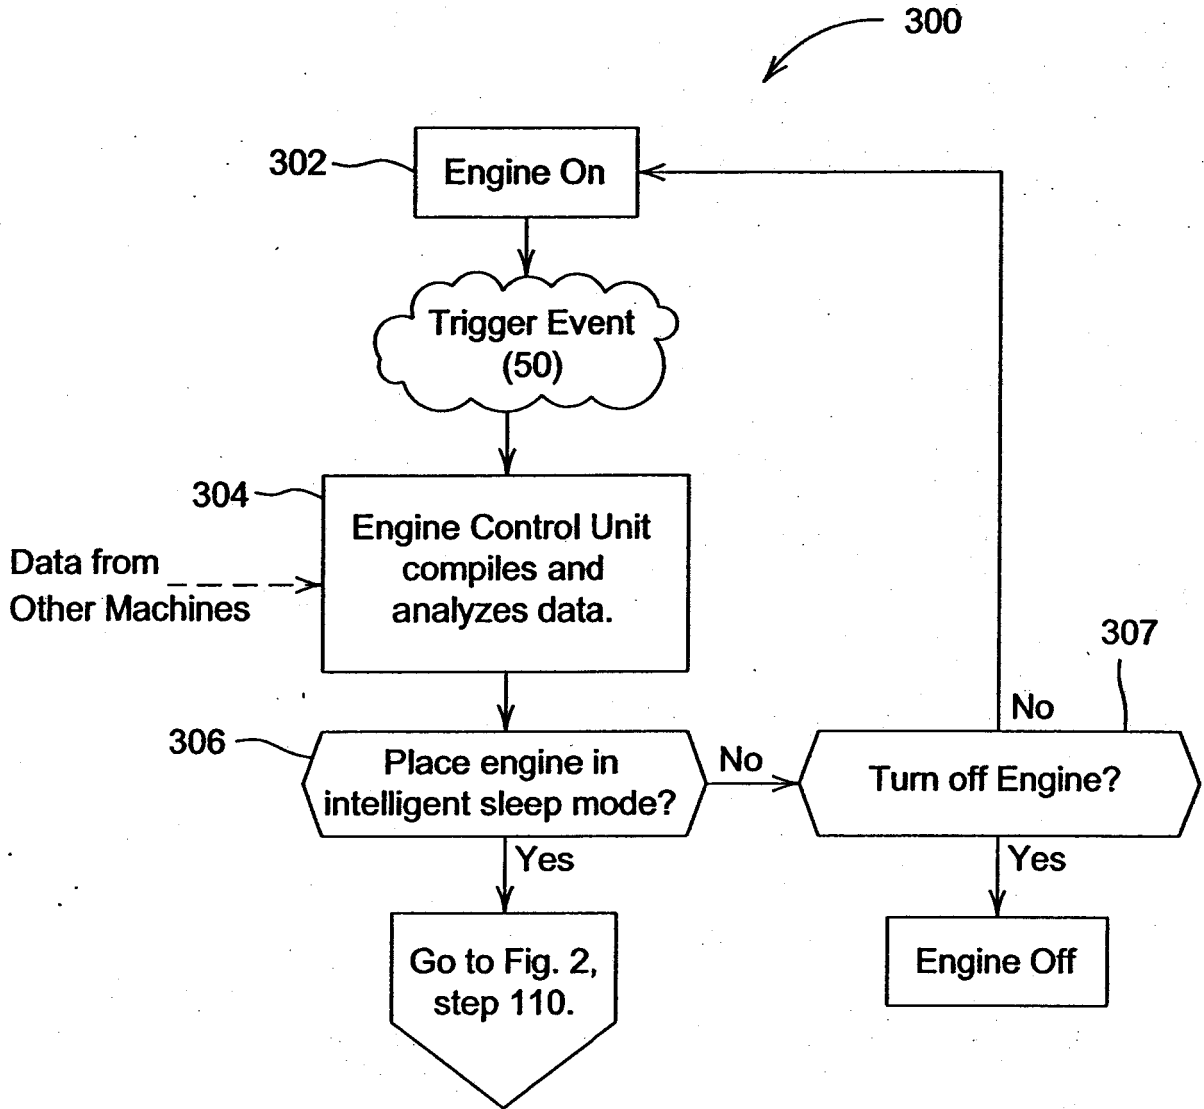 300
302
Engine On
Trigger Event
(50)
304
Engine Control Unit
compiles and
analyzes data.
Data from
Other Machines
307
No
306
Place engine in
intelligent sleep mode?
No
Turn off Engine?
Yes
Yes
Go to Fig. 2,
step 110.
Engine Off